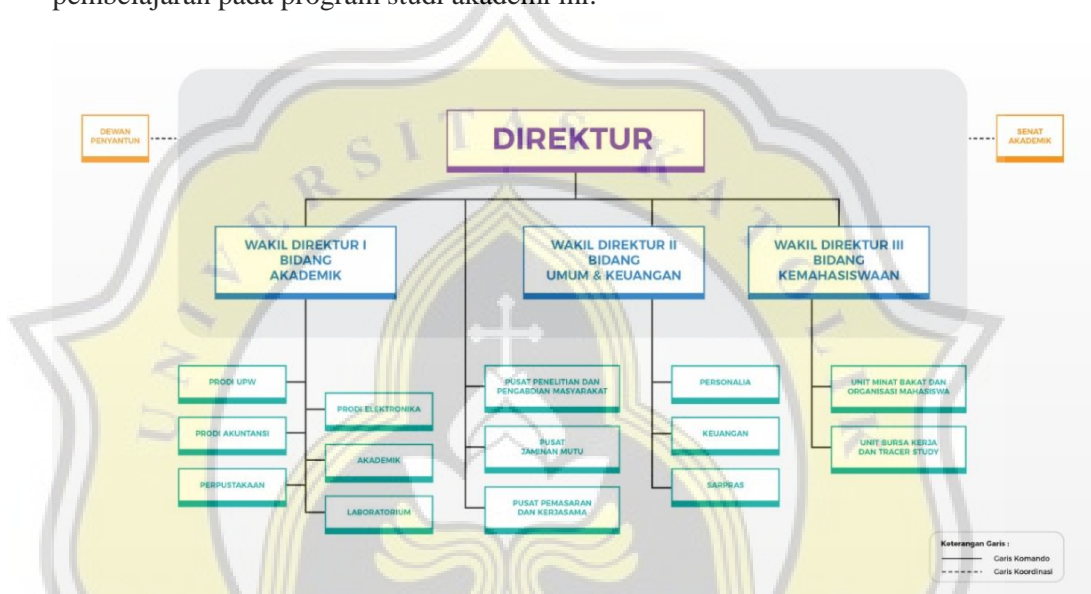 pembelajaran pada program studi akademi ini.
DEWAN
PENYANTUN
DIREKTUR
SENAT
AKADEMIK
WAKIL DIREKTUR I
BIDANG
AKADEMIK
WAKIL DIREKTUR II
BIDANG
UMUM & KEUANGAN
WAKIL DIREKTUR III
BIDANG
KEMAHASISWAAN
PRODI UPW
PRODI AKUNTANSI
PERPUSTAKAAN
PRODI ELEKTRONIKA
AKADEMIK
LABORATORIUM
PUSAT PENELITIAN DAN
PENGABDIAN MASYARAKAT
PUSAT
JAMINAN MUTU
PUSAT PEMASARAN
DAN KERJASAMA
PERSONALIA
KEUANGAN
SARPRAS
UNIT MINAT BAKAT DAN
ORGANISASI MAHASISWA
UNIT BURSA KERJA
DAN TRACER STUDY
Keterangan Garis :
Garis Komando
Garis Koordinasi
UNIVERSITAS KATOLIK